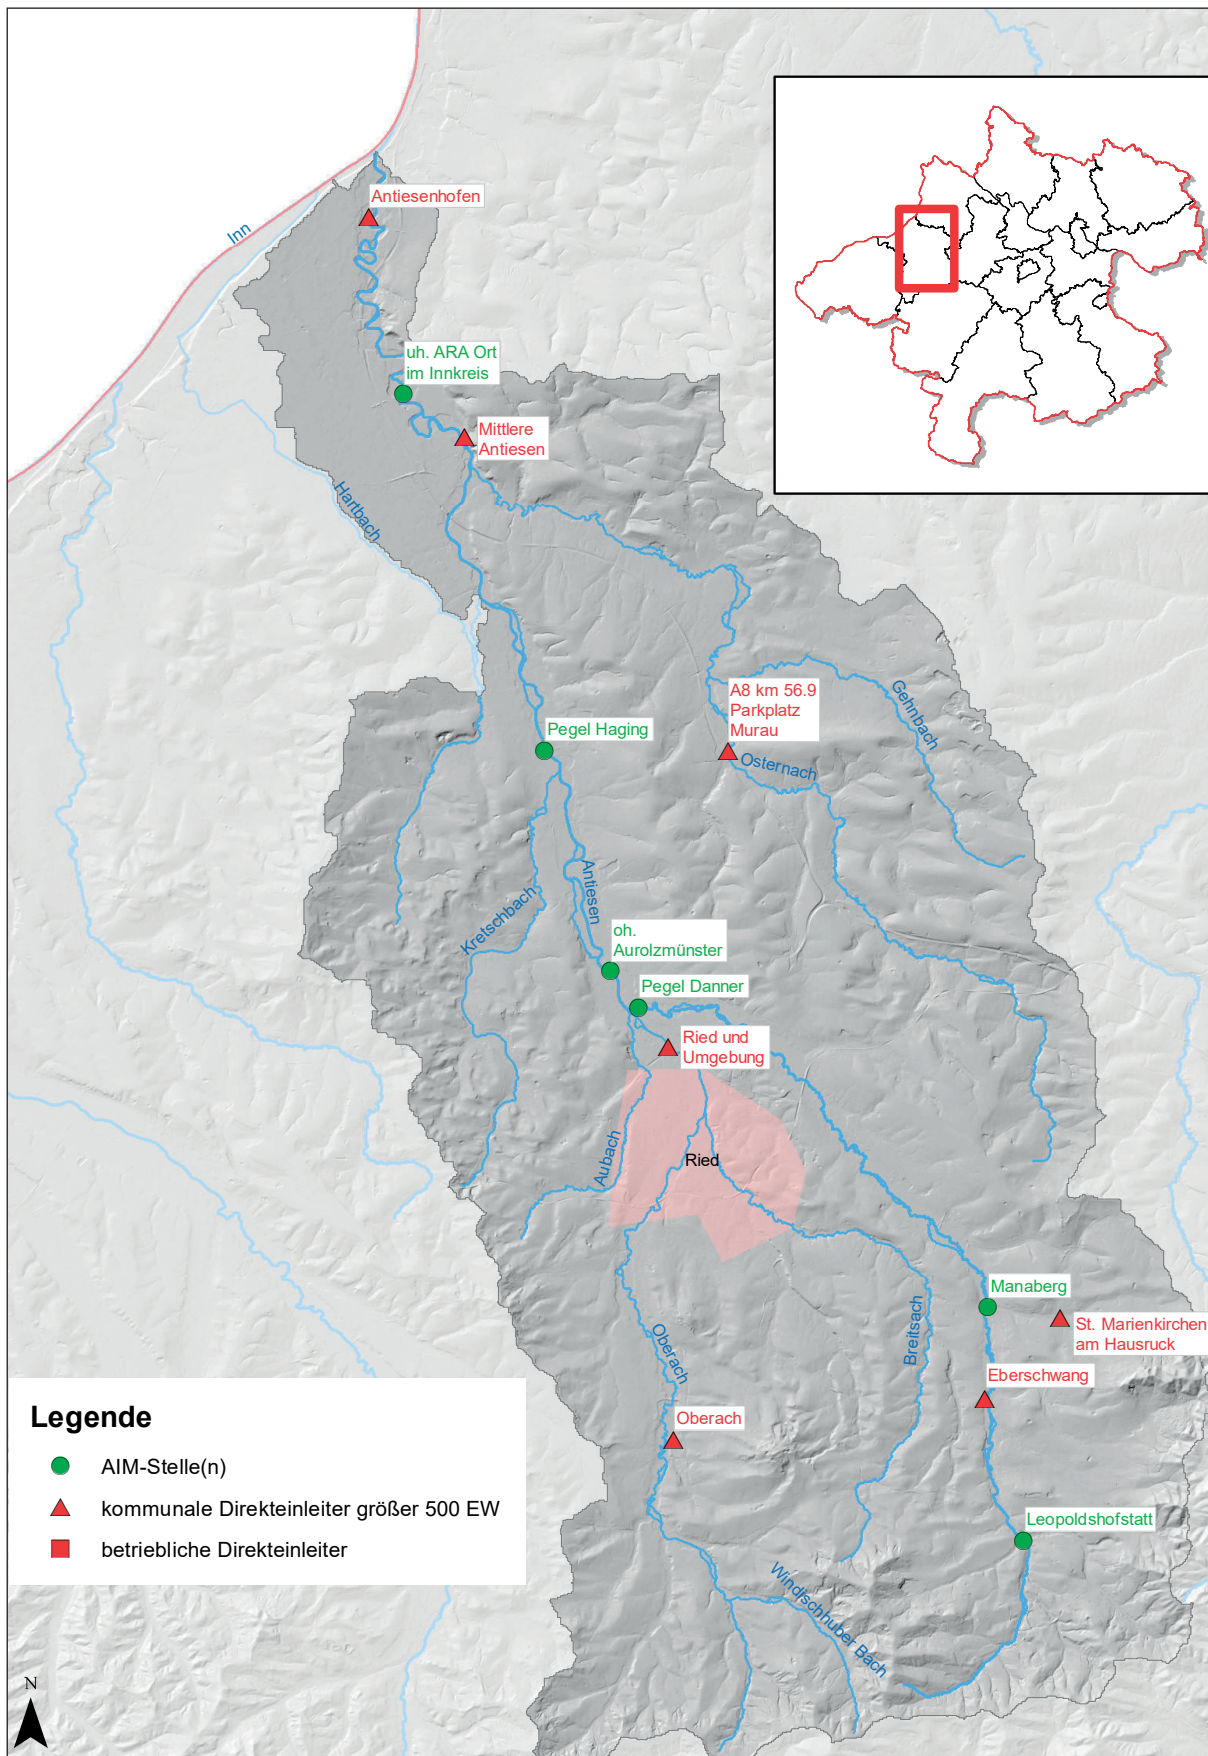 Antiesenhofen
Inn
uh. ARA Ort
im Innkreis
Mittlere
Antiesen
Hartbach
A8 km 56.9
Parkplatz
Murau
Gehnbach
Pegel Haging
Osternach
Antiesen
Kretschbach
oh.
Aurolzmünster
Pegel Danner
Ried und
Umgebung
Aubach
Ried
Manaberg
St. Marienkirchen
am Hausruck
Breitsach
Oberach
Eberschwang
Oberach
Leopoldshofstatt
Windischhuber Bach
Legende
AIM-Stelle(n)
kommunale Direkteinleiter größer 500 EW
betriebliche Direkteinleiter
N